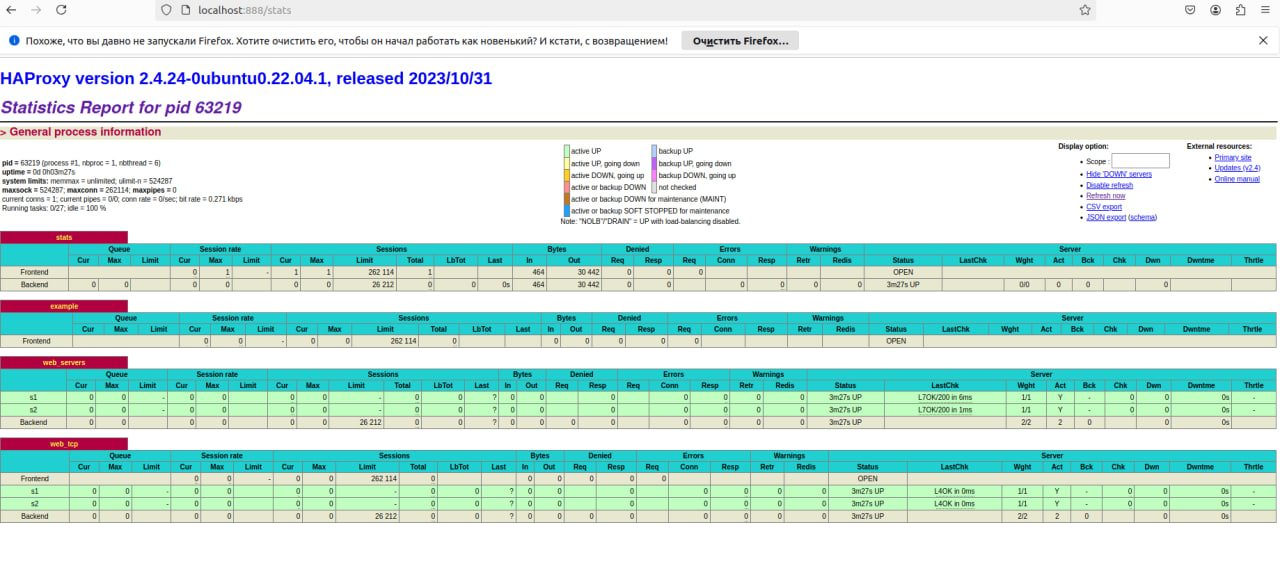 localhost:888/stats
Похоже, что вы давно не запускали Firefox. Хотите очистить его, чтобы он начал работать как новенький? И кстати, с возвращением! Очистить Firefox...
HAProxy version 2.4.24-0ubuntu0.22.04.1, released 2023/10/31
Statistics Report for pid 63219
> General process information
pid = 63219 (process #1, nbproc = 1, nbthread = 6)
uptime = 0d 0h03m27s
system limits: memmax = unlimited; ulimit-n = 524287
maxsock = 524287; maxconn = 262114; maxpipes = 0
current conns = 1; current pipes = 0/0; conn rate = 0/sec; bit rate = 0.271 kbps
Running tasks: 0/27; idle = 100 %
active UP backup UP
active UP, going down backup UP, going down
active DOWN, going up backup DOWN, going up
active or backup DOWN not checked
active or backup DOWN for maintenance (MAINT)
active or backup SOFT STOPPED for maintenance
Note: "NOLB"/"DRAIN" = UP with load-balancing disabled.
Display option:
• Scope :
• Hide 'DOWN' servers
• Disable refresh
• Refresh now
• CSV export
• JSON export (schema)
External resources:
• Primary site
• Updates (v2.4)
• Online manual
stats
Queue Session rate Sessions Bytes Denied Errors Warnings Server
Cur Max Limit Cur Max Limit Cur Max Limit Total LbTot Last In Out Req Resp Req Conn Resp Retr Redis Status LastChk Wght Act Bck Chk Dwn Dwntme Thrtle
Frontend 0 1 - 1 1 262 114 1 464 30 442 0 0 0 OPEN
Backend 0 0 0 0 0 0 26 212 0 0 0s 464 30 442 0 0 0 0 0 0 3m27s UP 0/0 0 0 0
example
Queue Session rate Sessions Bytes Denied Errors Warnings Server
Cur Max Limit Cur Max Limit Cur Max Limit Total LbTot Last In Out Req Resp Req Conn Resp Retr Redis Status LastChk Wght Act Bck Chk Dwn Dwntme Thrtle
Frontend 0 0 - 0 0 262 114 0 0 0 0 0 0 OPEN
web_servers
Queue Session rate Sessions Bytes Denied Errors Warnings Server
Cur Max Limit Cur Max Limit Cur Max Limit Total LbTot Last In Out Req Resp Req Conn Resp Retr Redis Status LastChk Wght Act Bck Chk Dwn Dwntme Thrtle
s1 0 0 - 0 0 0 0 - 0 0 ? 0 0 0 0 0 0 0 3m27s UP L7OK/200 in 6ms 1/1 Y - 0 0 0s -
s2 0 0 - 0 0 0 0 - 0 0 ? 0 0 0 0 0 0 0 3m27s UP L7OK/200 in 1ms 1/1 Y - 0 0 0s -
Backend 0 0 0 0 0 0 26 212 0 0 ? 0 0 0 0 0 0 0 0 3m27s UP 2/2 2 0 0 0s
web_tcp
Queue Session rate Sessions Bytes Denied Errors Warnings Server
Cur Max Limit Cur Max Limit Cur Max Limit Total LbTot Last In Out Req Resp Req Conn Resp Retr Redis Status LastChk Wght Act Bck Chk Dwn Dwntme Thrtle
Frontend 0 0 - 0 0 262 114 0 0 0 0 0 0 OPEN
s1 0 0 - 0 0 0 0 - 0 0 ? 0 0 0 0 0 0 0 3m27s UP L4OK in 0ms 1/1 Y - 0 0 0s -
s2 0 0 - 0 0 0 0 - 0 0 ? 0 0 0 0 0 0 0 3m27s UP L4OK in 0ms 1/1 Y - 0 0 0s -
Backend 0 0 0 0 0 0 26 212 0 0 ? 0 0 0 0 0 0 0 0 3m27s UP 2/2 2 0 0 0s